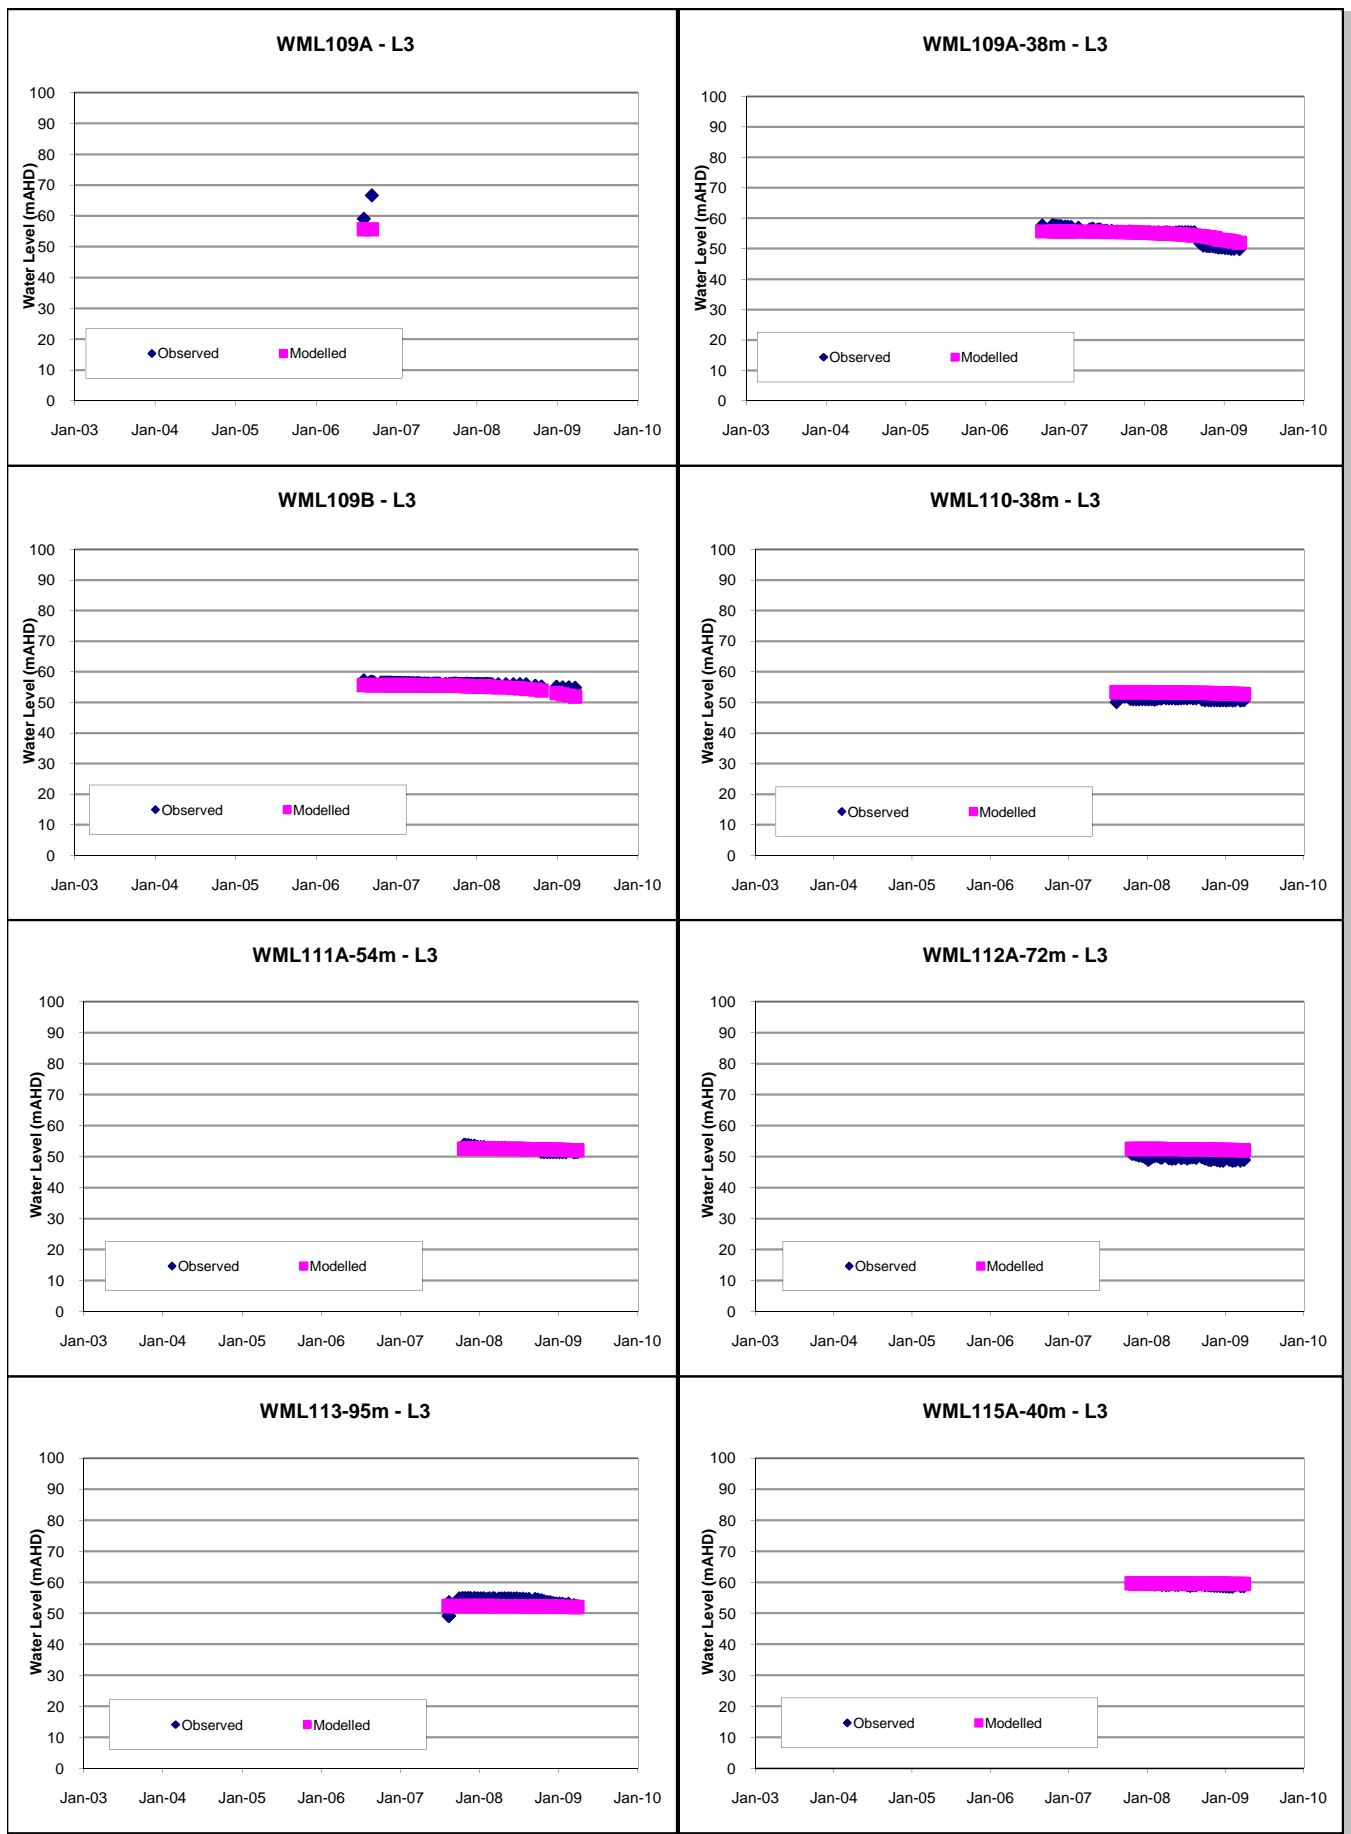 WML109A - L3
Water Level (mAHD)
100
90
80
70
60
50
40
30
20
10
0
Observed Modelled
Jan-03 Jan-04 Jan-05 Jan-06 Jan-07 Jan-08 Jan-09 Jan-10
WML109A-38m - L3
Water Level (mAHD)
100
90
80
70
60
50
40
30
20
10
0
Observed Modelled
Jan-03 Jan-04 Jan-05 Jan-06 Jan-07 Jan-08 Jan-09 Jan-10
WML109B - L3
Water Level (mAHD)
100
90
80
70
60
50
40
30
20
10
0
Observed Modelled
Jan-03 Jan-04 Jan-05 Jan-06 Jan-07 Jan-08 Jan-09 Jan-10
WML110-38m - L3
Water Level (mAHD)
100
90
80
70
60
50
40
30
20
10
0
Observed Modelled
Jan-03 Jan-04 Jan-05 Jan-06 Jan-07 Jan-08 Jan-09 Jan-10
WML111A-54m - L3
Water Level (mAHD)
100
90
80
70
60
50
40
30
20
10
0
Observed Modelled
Jan-03 Jan-04 Jan-05 Jan-06 Jan-07 Jan-08 Jan-09 Jan-10
WML112A-72m - L3
Water Level (mAHD)
100
90
80
70
60
50
40
30
20
10
0
Observed Modelled
Jan-03 Jan-04 Jan-05 Jan-06 Jan-07 Jan-08 Jan-09 Jan-10
WML113-95m - L3
Water Level (mAHD)
100
90
80
70
60
50
40
30
20
10
0
Observed Modelled
Jan-03 Jan-04 Jan-05 Jan-06 Jan-07 Jan-08 Jan-09 Jan-10
WML115A-40m - L3
Water Level (mAHD)
100
90
80
70
60
50
40
30
20
10
0
Observed Modelled
Jan-03 Jan-04 Jan-05 Jan-06 Jan-07 Jan-08 Jan-09 Jan-10